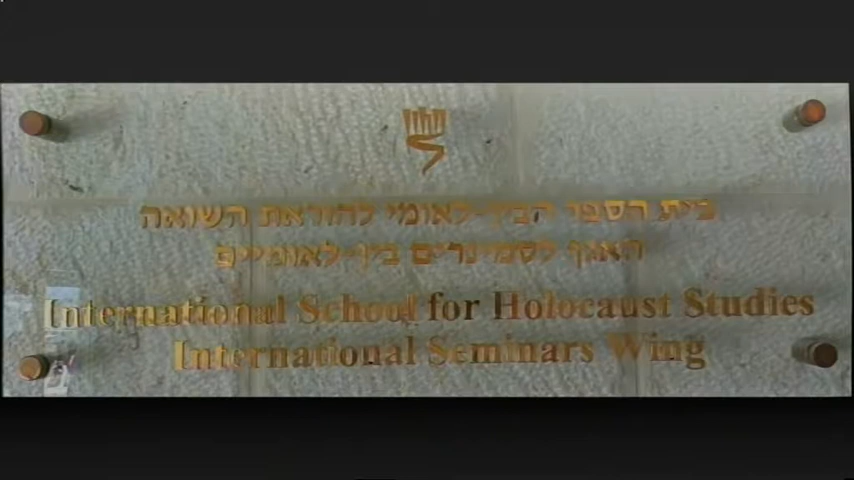 בית הספר הבין-לאומי להוראת השואה
האגף לסמינרים בין-לאומיים
International School for Holocaust Studies
International Seminars Wing